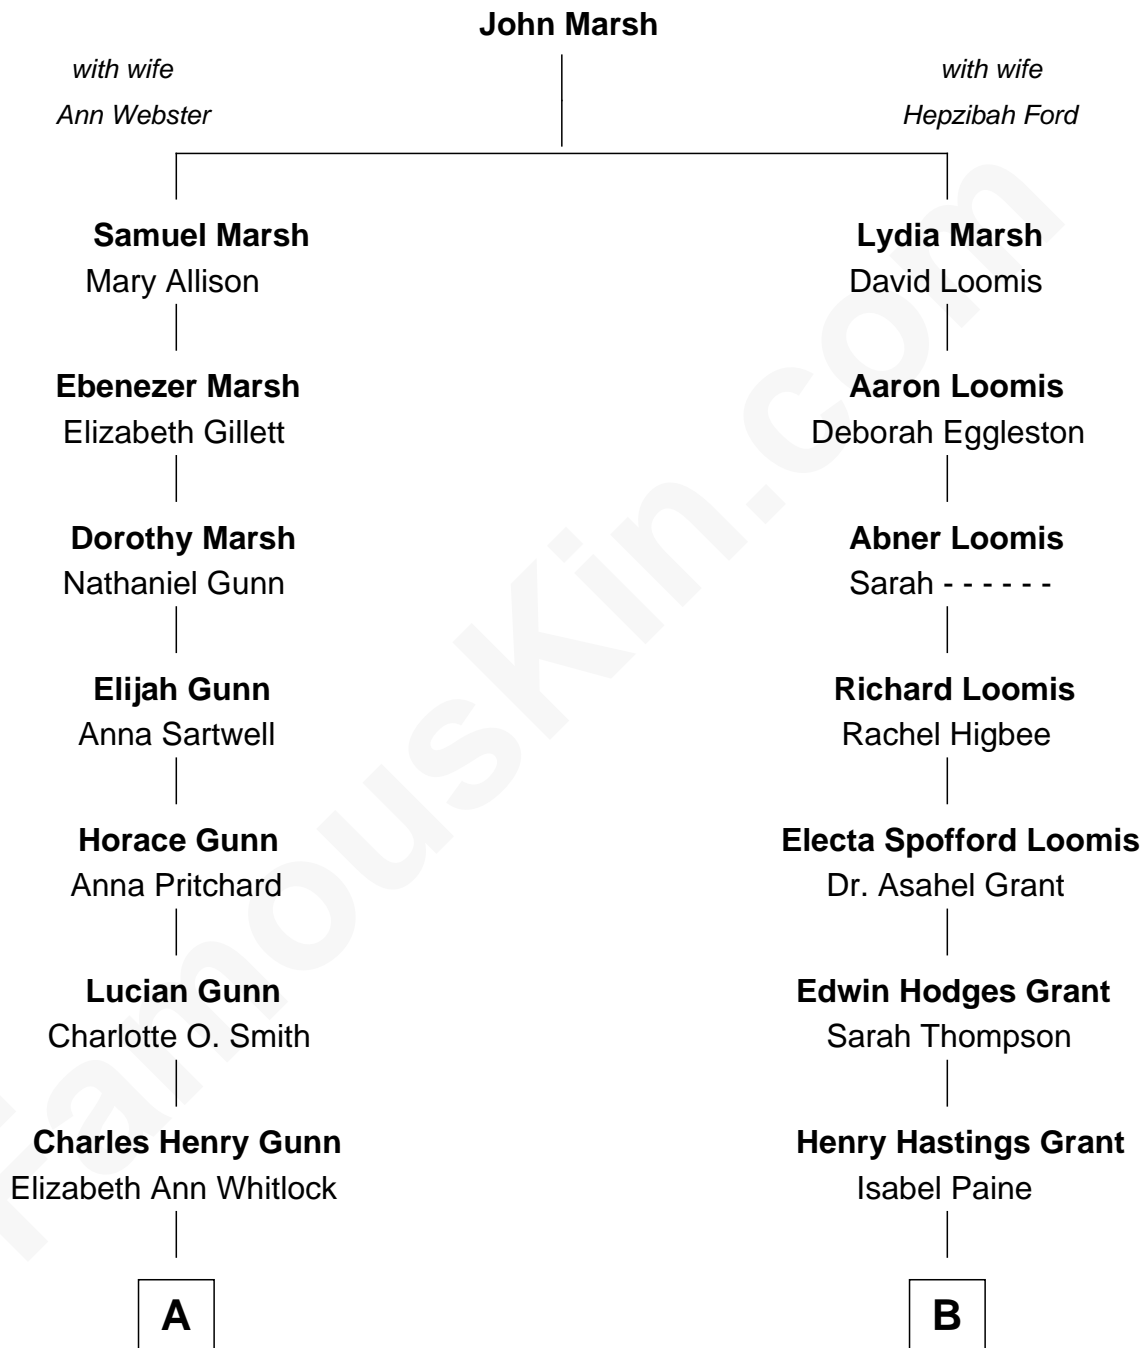 John Marsh
with wife
Ann Webster
with wife
Hepzibah Ford
Samuel Marsh
Mary Allison
Lydia Marsh
David Loomis
Ebenezer Marsh
Elizabeth Gillett
Aaron Loomis
Deborah Eggleston
Dorothy Marsh
Nathaniel Gunn
Abner Loomis
Sarah - - - - - -
Elijah Gunn
Anna Sartwell
Richard Loomis
Rachel Higbee
Horace Gunn
Anna Pritchard
Electa Spofford Loomis
Dr. Asahel Grant
Lucian Gunn
Charlotte O. Smith
Edwin Hodges Grant
Sarah Thompson
Charles Henry Gunn
Elizabeth Ann Whitlock
Henry Hastings Grant
Isabel Paine
A
B
FamousKin.com